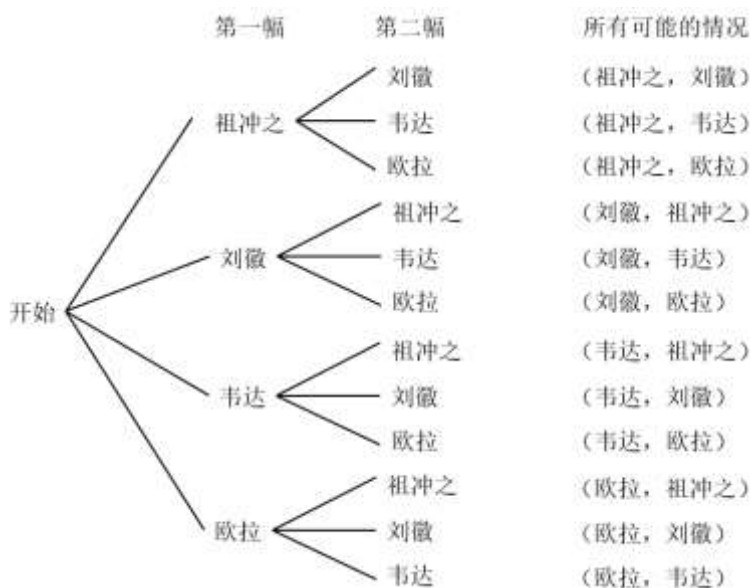 第一幅 第二幅 所有可能的情况
刘徽 （祖冲之，刘徽）
祖冲之 韦达 （祖冲之，韦达）
欧拉 （祖冲之，欧拉）
祖冲之 （刘徽，祖冲之）
刘徽 韦达 （刘徽，韦达）
欧拉 （刘徽，欧拉）
开始
祖冲之 （韦达，祖冲之）
韦达 刘徽 （韦达，刘徽）
欧拉 （韦达，欧拉）
祖冲之 （欧拉，祖冲之）
欧拉 刘徽 （欧拉，刘徽）
韦达 （欧拉，韦达）